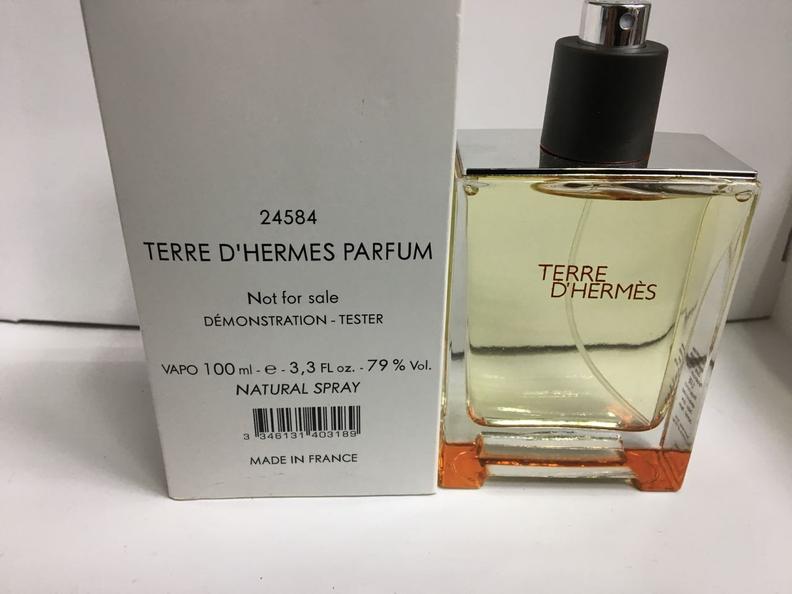 24584
TERRE D'HERMES PARFUM
Not for sale
DÉMONSTRATION - TESTER
VAPO 100 ml - e - 3,3 FL oz. - 79 % Vol.
NATURAL SPRAY
3 346131 403189
MADE IN FRANCE
TERRE
D'HERMÈS